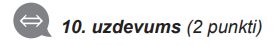 10. uzdevums (2 punkti)